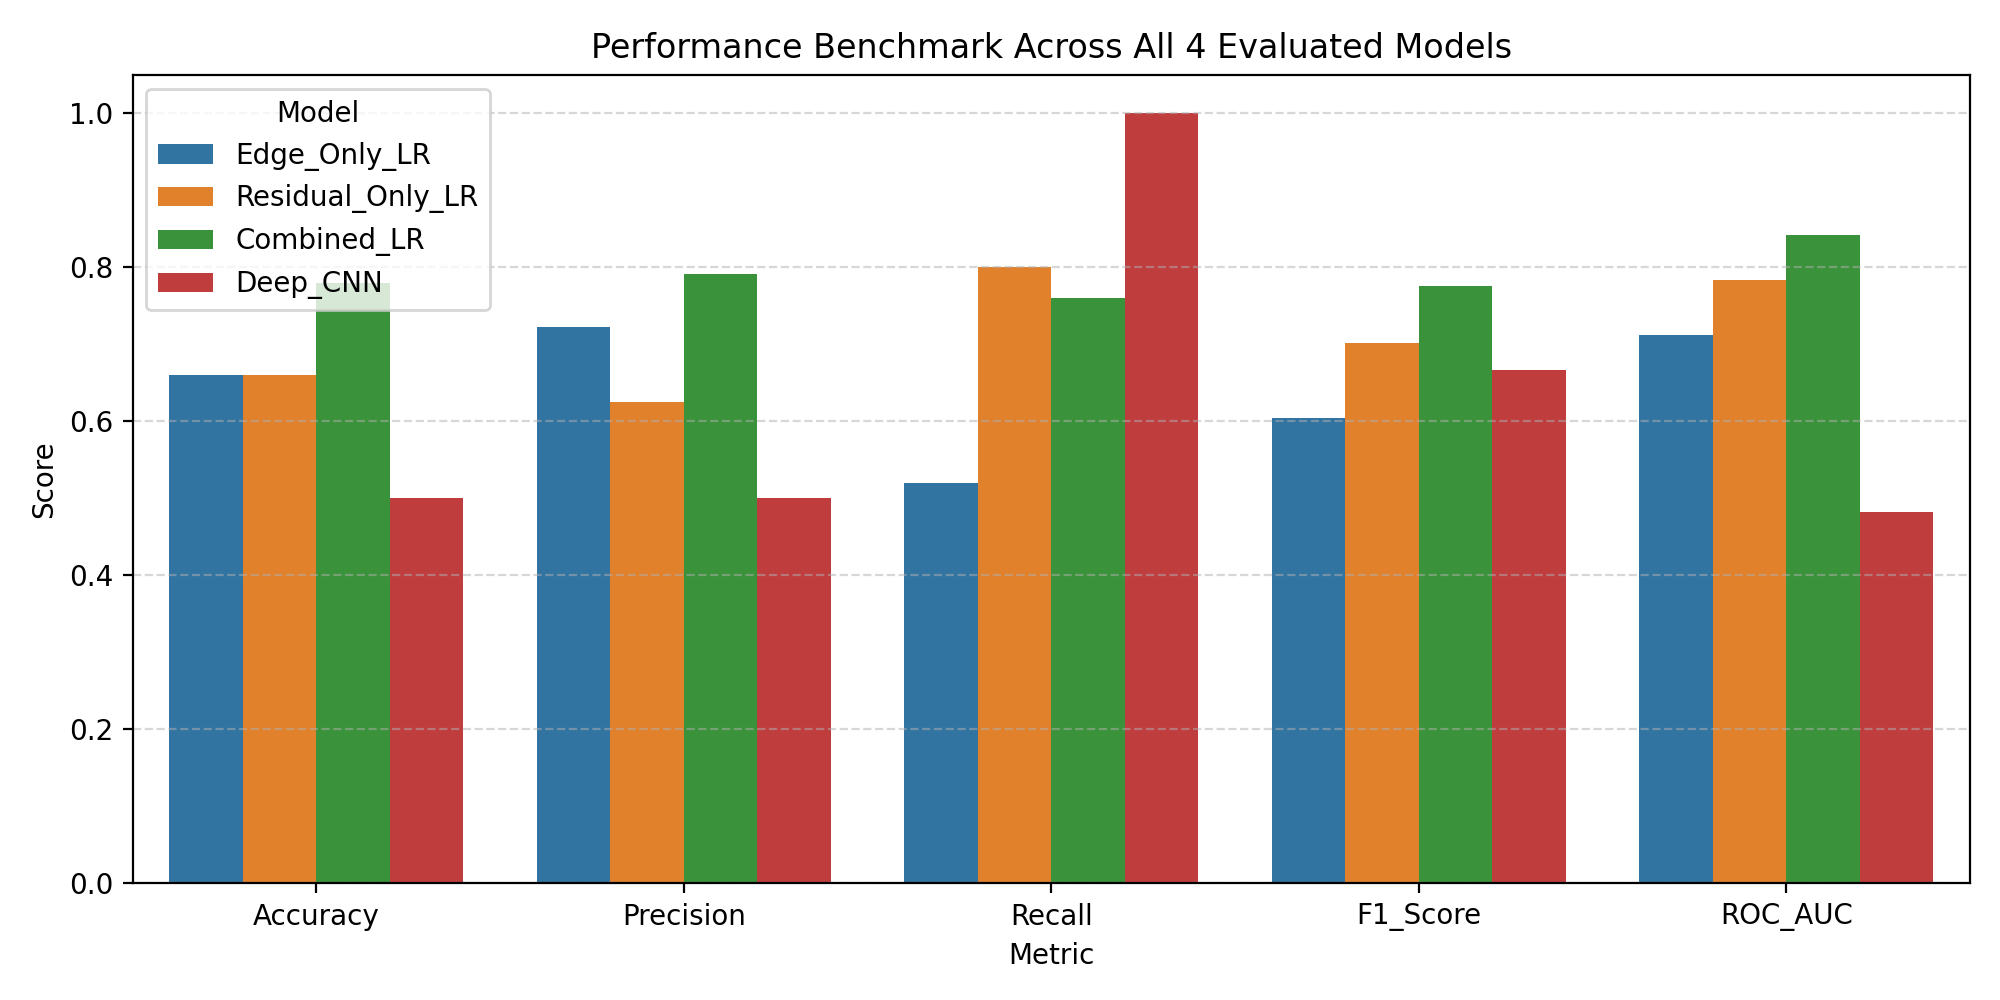 Performance Benchmark Across All 4 Evaluated Models
Model
Edge_Only_LR
Residual_Only_LR
Combined_LR
Deep_CNN
Score
1.0
0.8
0.6
0.4
0.2
0.0
Accuracy
Precision
Recall
F1_Score
ROC_AUC
Metric